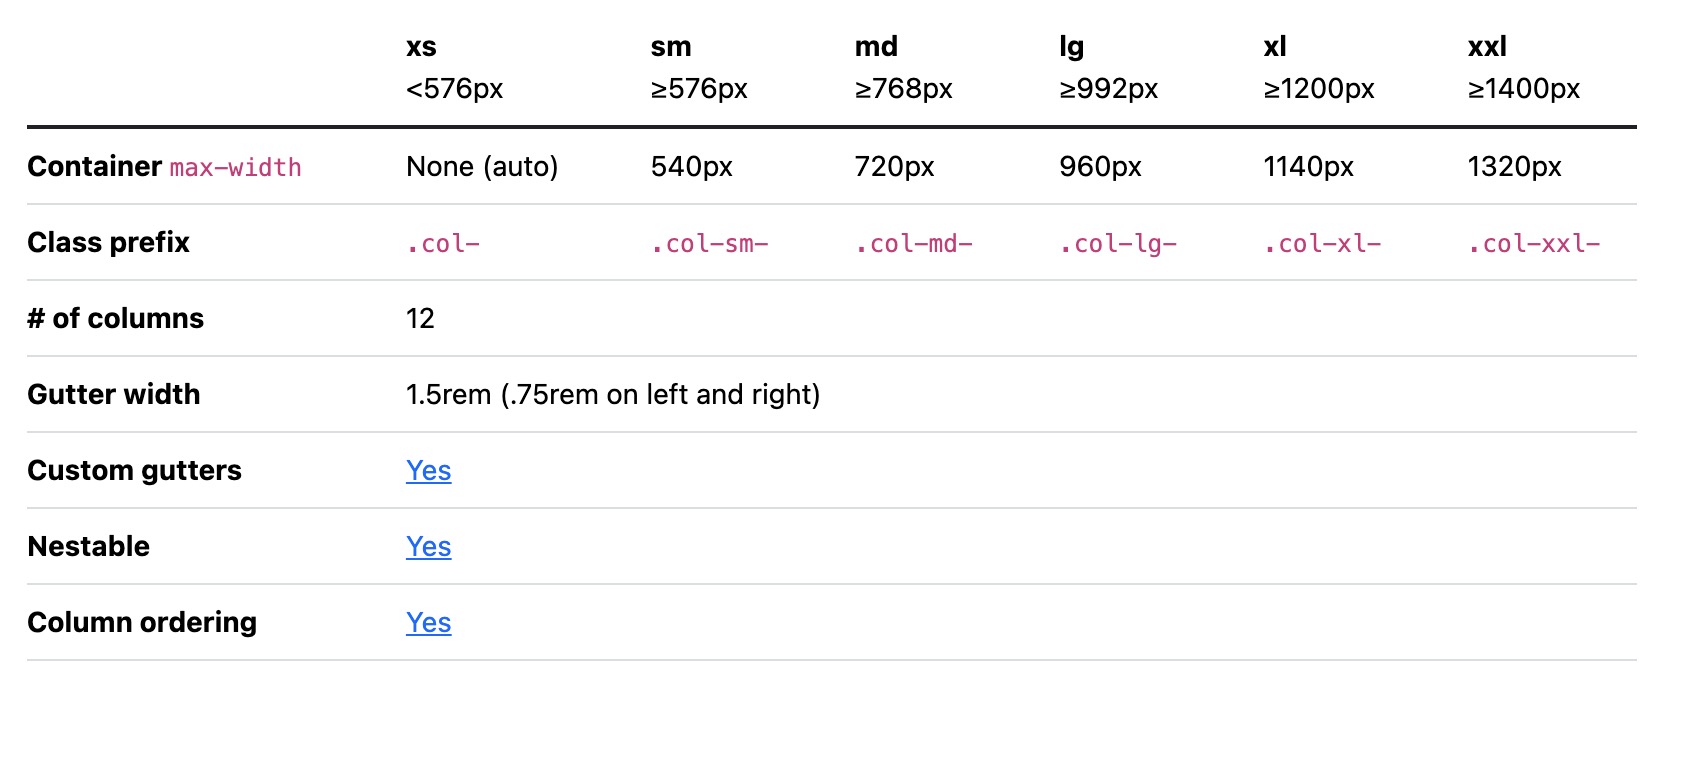 xs sm md lg xl xxl
<576px ≥576px ≥768px ≥992px ≥1200px ≥1400px
Container max-width None (auto) 540px 720px 960px 1140px 1320px
Class prefix .col- .col-sm- .col-md- .col-lg- .col-xl- .col-xxl-
# of columns 12
Gutter width 1.5rem (.75rem on left and right)
Custom gutters Yes
Nestable Yes
Column ordering Yes